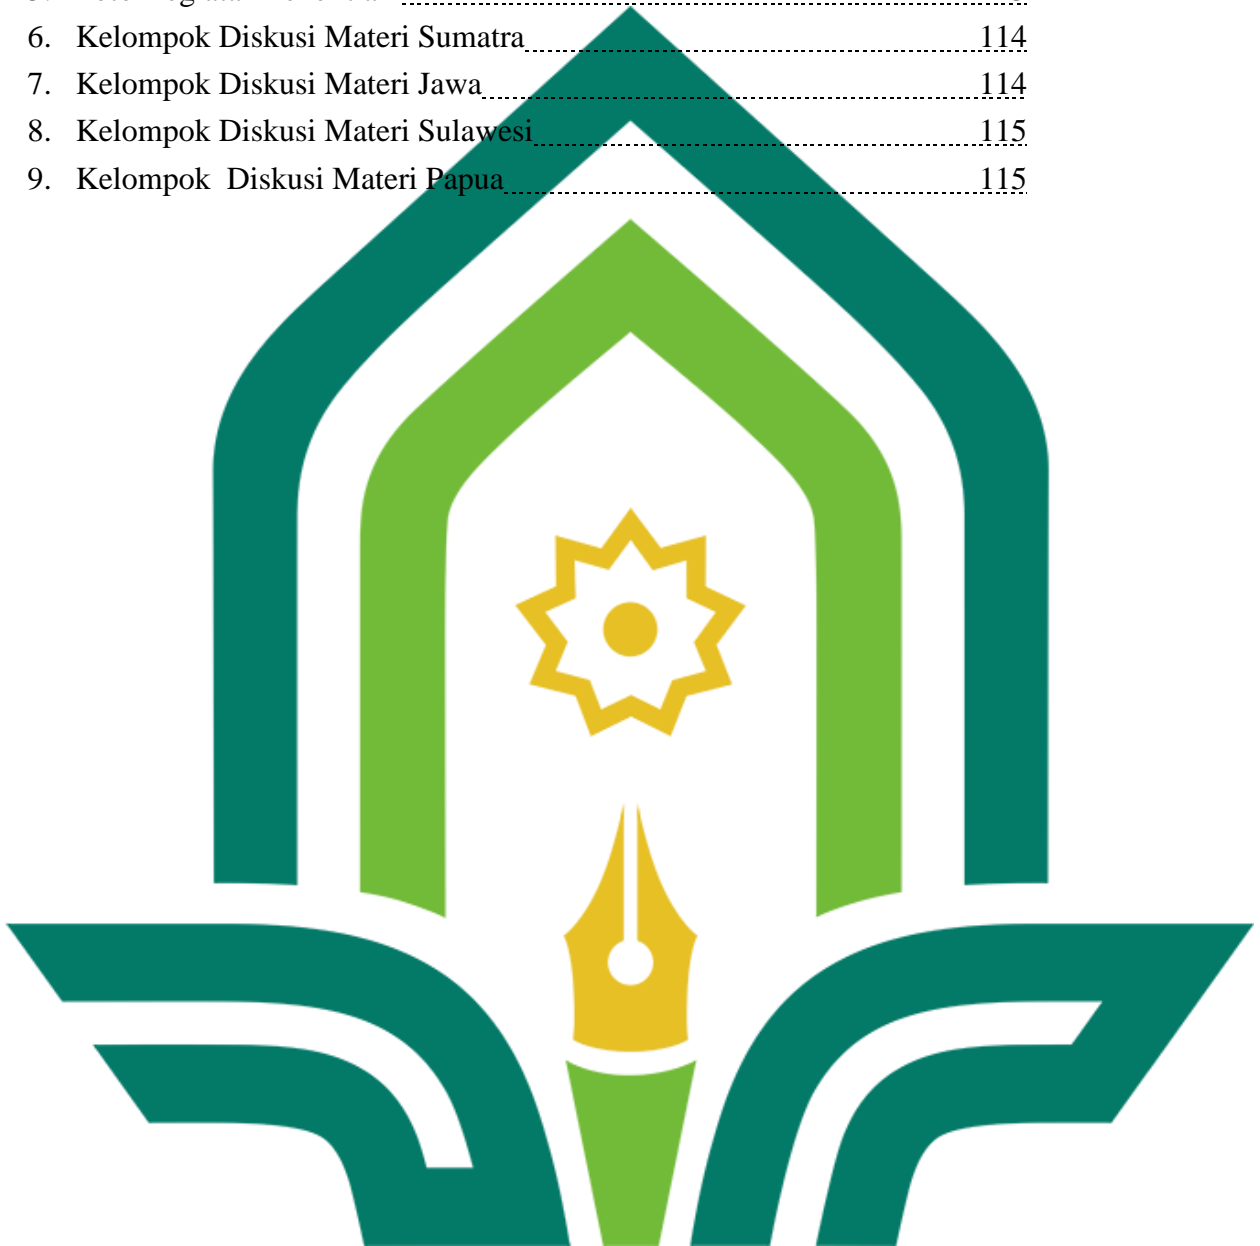 6. Kelompok Diskusi Materi Sumatra 114
7. Kelompok Diskusi Materi Jawa 114
8. Kelompok Diskusi Materi Sulawesi 115
9. Kelompok  Diskusi Materi Papua 115